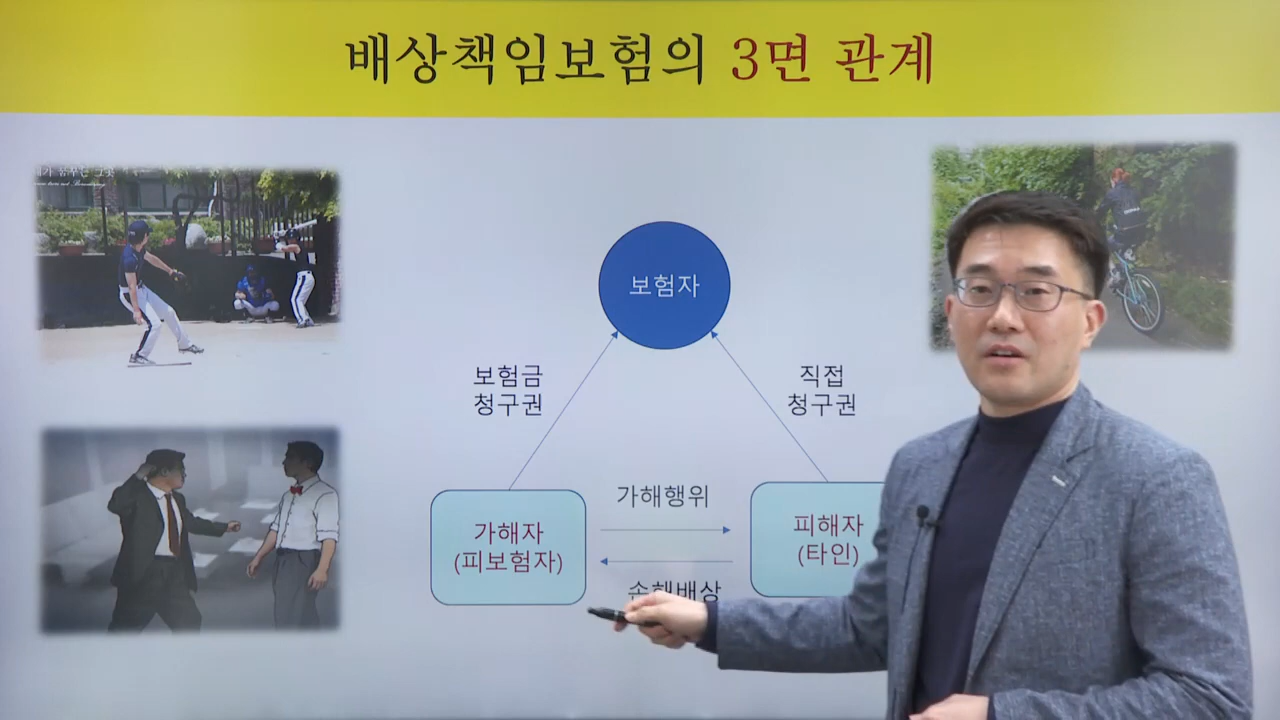 배상책임보험의 3면 관계
그곳
보험자
보험금
청구권
직접
청구권
가해행위
가해자
(피보험자)
피해자
(타인)
손해배상